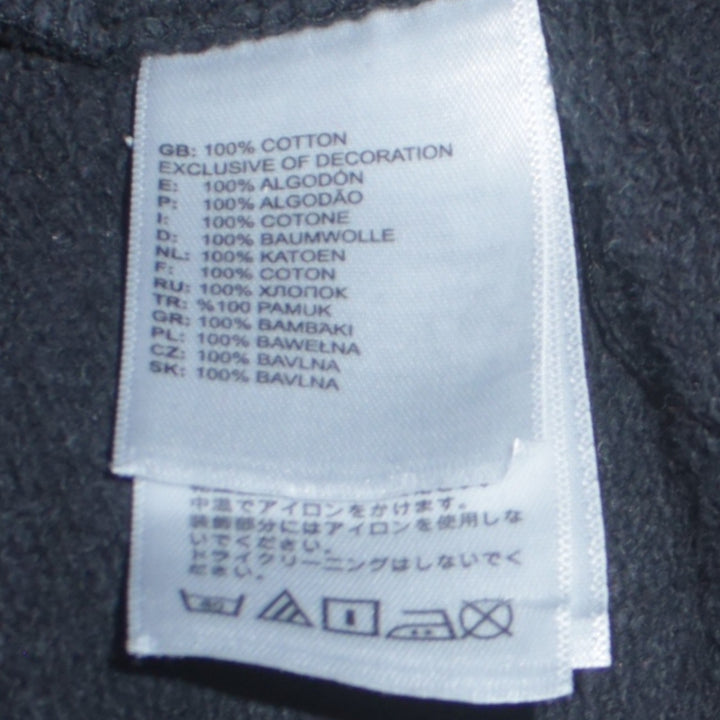 GB: 100% COTTON
EXCLUSIVE OF DECORATION
E: 100% ALGODÓN
P: 100% ALGODÃO
I: 100% COTONE
D: 100% BAUMWOLLE
NL: 100% KATOEN
F: 100% COTON
RU: 100% ХЛОПОК
TR: %100 PAMUK
GR: 100% BAMBAKI
PL: 100% BAWEŁNA
CZ: 100% BAVLNA
SK: 100% BAVLNA
中温でアイロンをかけます。
装飾部分にはアイロンを使用しな
いでください。
ドライクリーニングはしないでく
ださい。
40